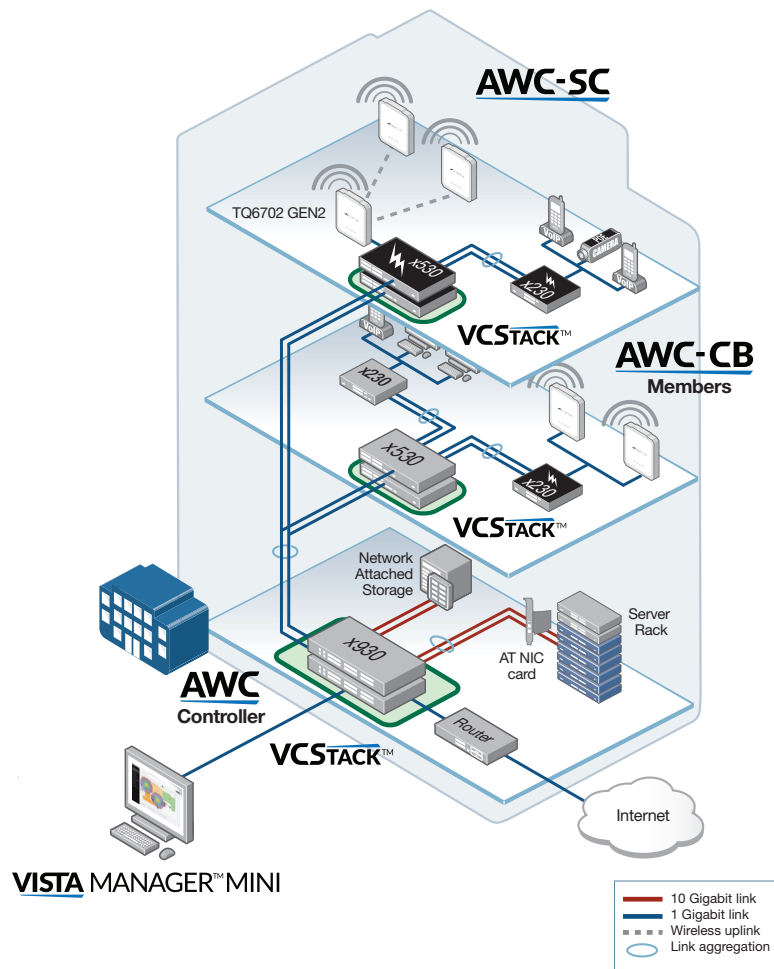 AWC-SC
TQ6702 GEN2
VoIP
POE
CAMERA
VoIP
x530
x230
VCSTACK™
VoIP
AWC-CB
Members
x230
x530
x230
VCSTACK™
Network
Attached
Storage
Server
Rack
AT NIC
card
x930
AWC
Controller
Router
VCSTACK™
Internet
VISTA MANAGER™ MINI
10 Gigabit link
1 Gigabit link
Wireless uplink
Link aggregation